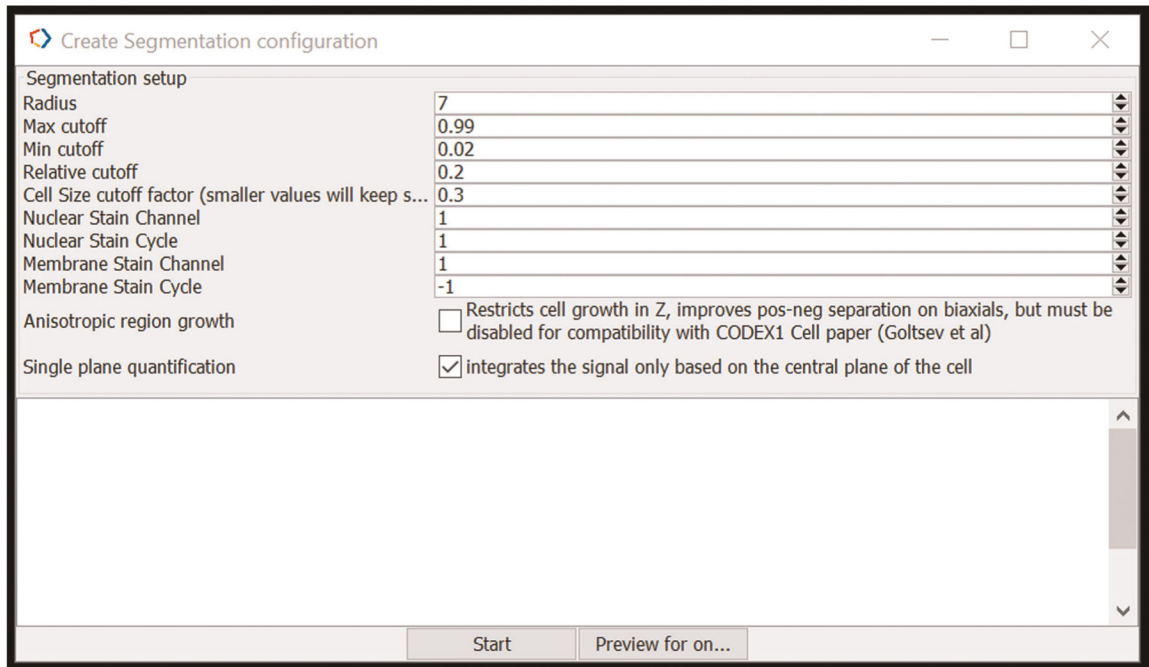 Create Segmentation configuration
Segmentation setup
Radius 7
Max cutoff 0.99
Min cutoff 0.02
Relative cutoff 0.2
Cell Size cutoff factor (smaller values will keep s... 0.3
Nuclear Stain Channel 1
Nuclear Stain Cycle 1
Membrane Stain Channel 1
Membrane Stain Cycle -1
Anisotropic region growth Restricts cell growth in Z, improves pos-neg separation on biaxials, but must be
disabled for compatibility with CODEX1 Cell paper (Goltsev et al)
Single plane quantification integrates the signal only based on the central plane of the cell
Start Preview for on...